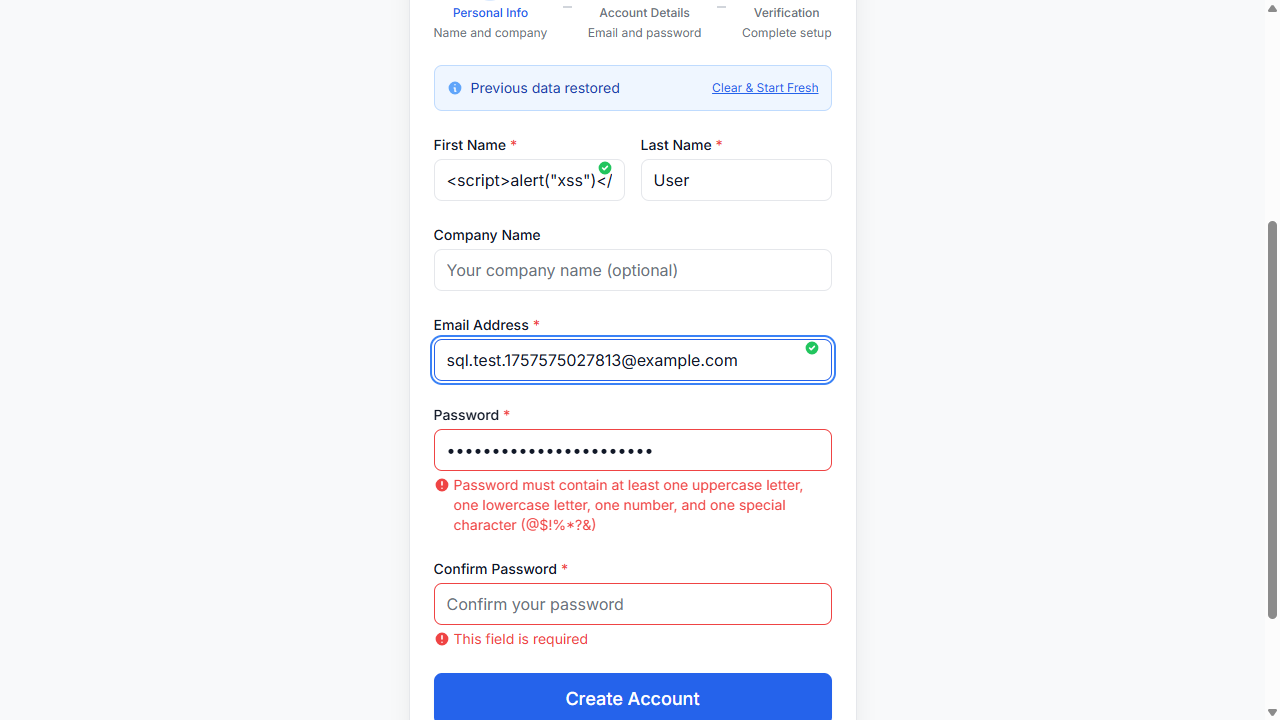 Personal Info
Account Details
Verification
Name and company
Email and password
Complete setup
Previous data restored
Clear & Start Fresh
First Name *
Last Name *
<script>alert("xss")</
User
Company Name
Your company name (optional)
Email Address *
sql.test.1757575027813@example.com
Password *
•••••••••••••••••••••••
Password must contain at least one uppercase letter,
one lowercase letter, one number, and one special
character (@$!%*?&)
Confirm Password *
Confirm your password
This field is required
Create Account